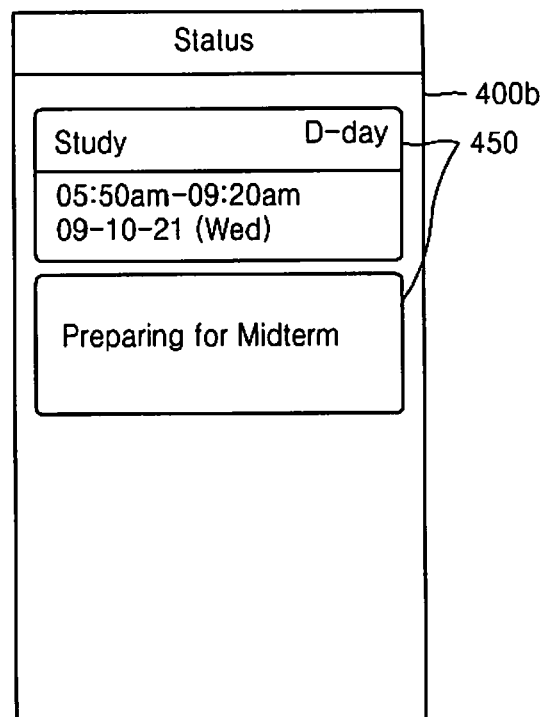 Status
400b
Study D-day
450
05:50am-09:20am
09-10-21 (Wed)
Preparing for Midterm